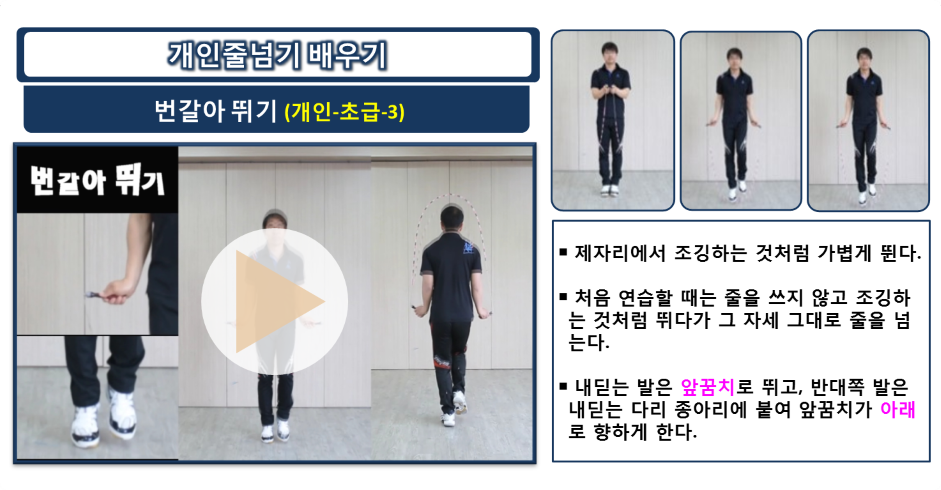 개인줄넘기 배우기
번갈아 뛰기 (개인-초급-3)
번갈아 뛰기
▪ 제자리에서 조깅하는 것처럼 가볍게 뛴다.
▪ 처음 연습할 때는 줄을 쓰지 않고 조깅하
는 것처럼 뛰다가 그 자세 그대로 줄을 넘
는다.
▪ 내딛는 발은 앞꿈치로 뛰고, 반대쪽 발은
내딛는 다리 종아리에 붙여 앞꿈치가 아래
로 향하게 한다.